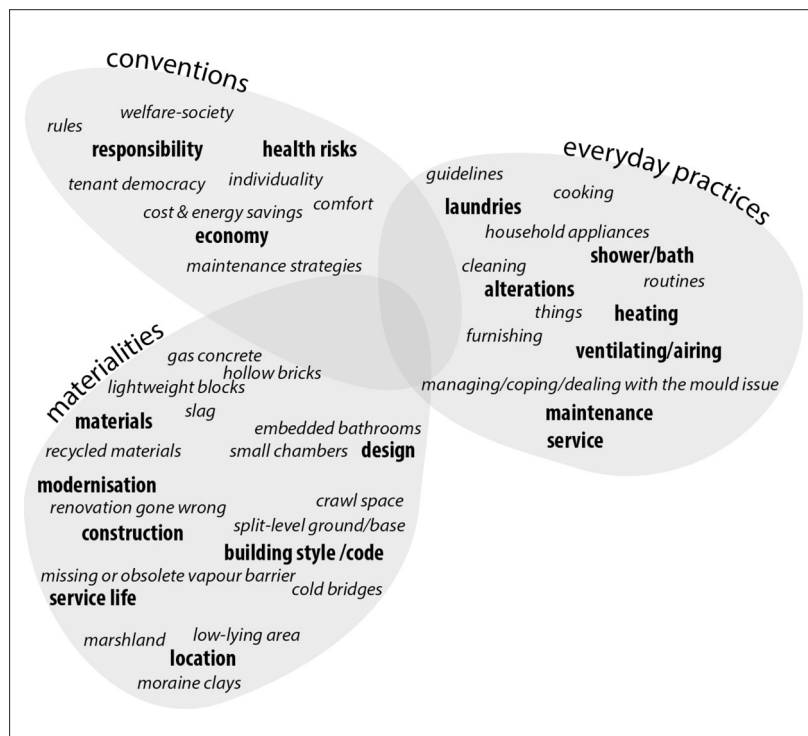 conventions
welfare-society
rules
responsibility health risks
tenant democracy individuality
cost & energy savings comfort
economy
maintenance strategies
everyday practices
guidelines
cooking
laundries
household appliances
shower/bath
cleaning
routines
alterations
things
heating
furnishing
ventilating/airing
managing/coping/dealing with the mould issue
maintenance
service
materialities
gas concrete
hollow bricks
lightweight blocks
slag
materials
embedded bathrooms
recycled materials small chambers design
modernisation
renovation gone wrong crawl space
construction split-level ground/base
building style /code
missing or obsolete vapour barrier
service life cold bridges
marshland low-lying area
location
moraine clays